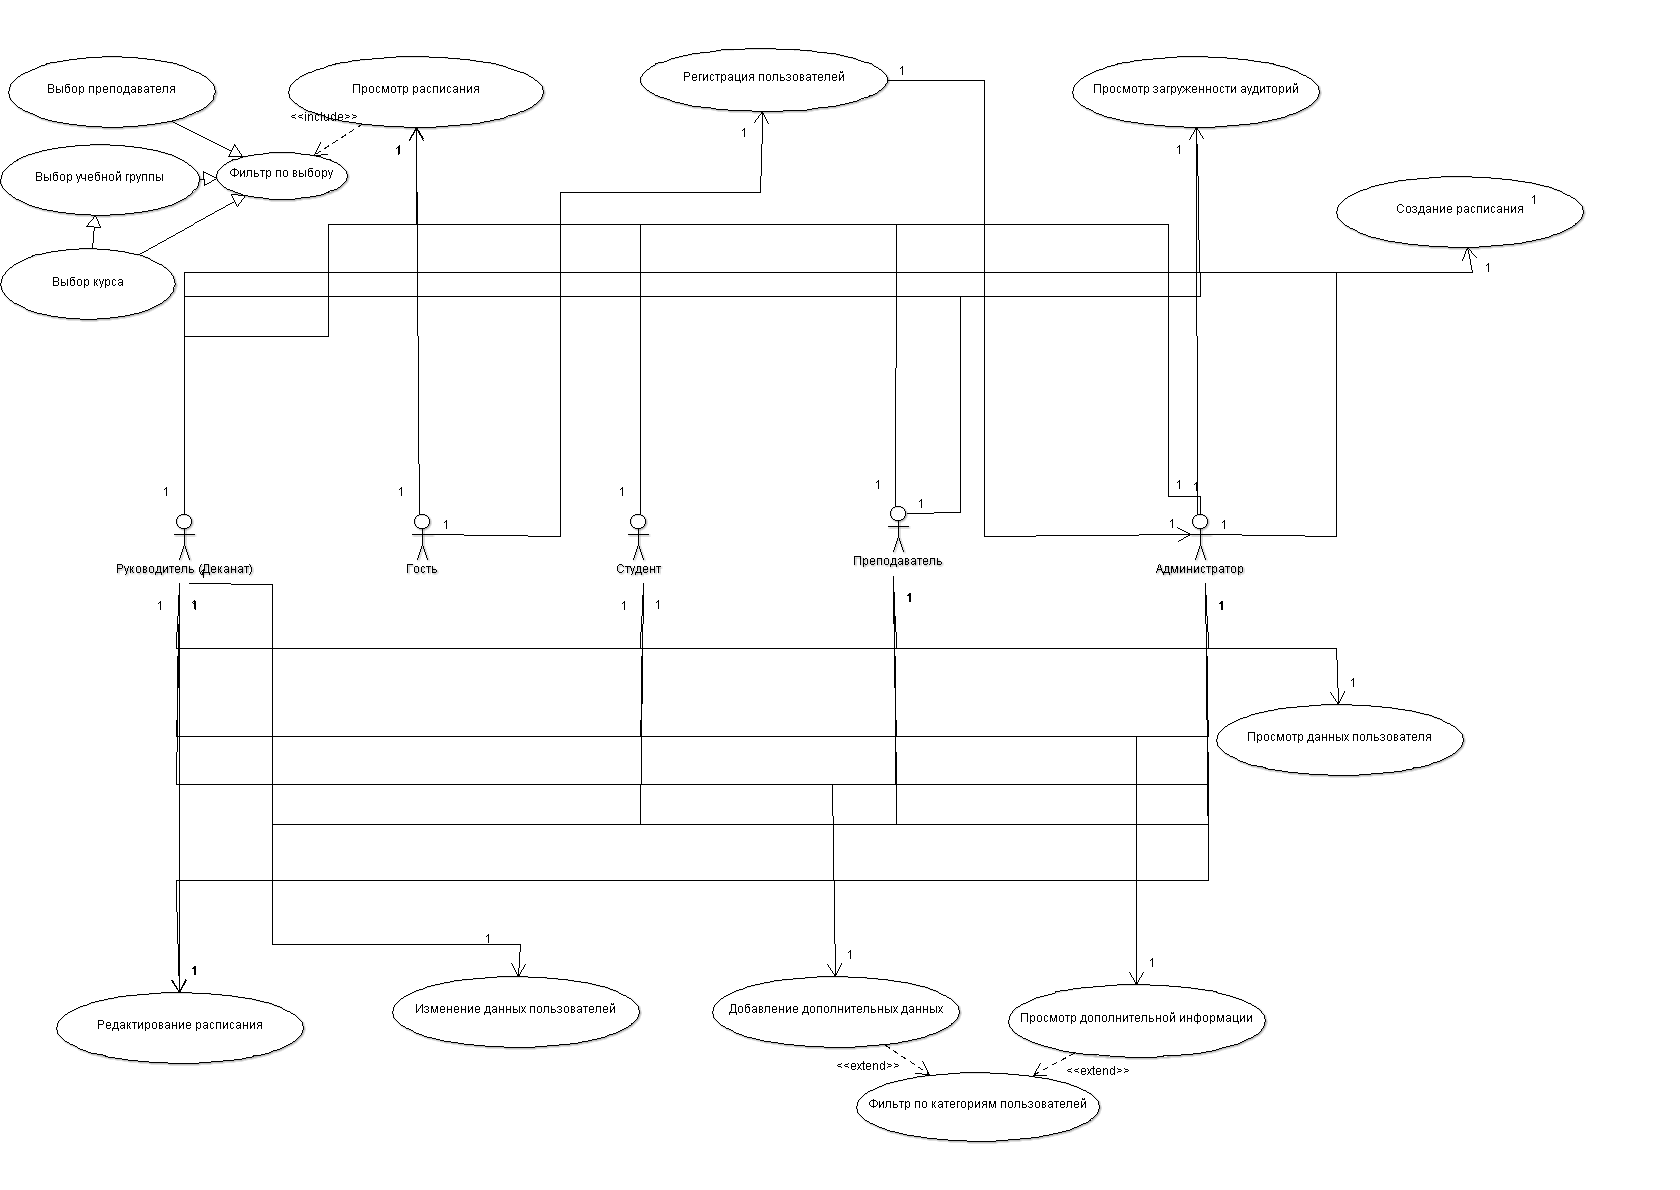 Выбор преподавателя
Просмотр расписания
Регистрация пользователей
1
Просмотр загруженности аудиторий
<<include>>
1
1
1
Выбор учебной группы
Фильтр по выбору
Создание расписания
1
1
Выбор курса
1
1
1
1
1
1
1
1
1
1
1
Руководитель (Деканат)
1
Гость
Студент
Преподаватель
Администратор
1
1
1
1
1
1
1
Просмотр данных пользователя
1
1
1
1
Редактирование расписания
Изменение данных пользователей
Добавление дополнительных данных
Просмотр дополнительной информации
<<extend>>
<<extend>>
Фильтр по категориям пользователей